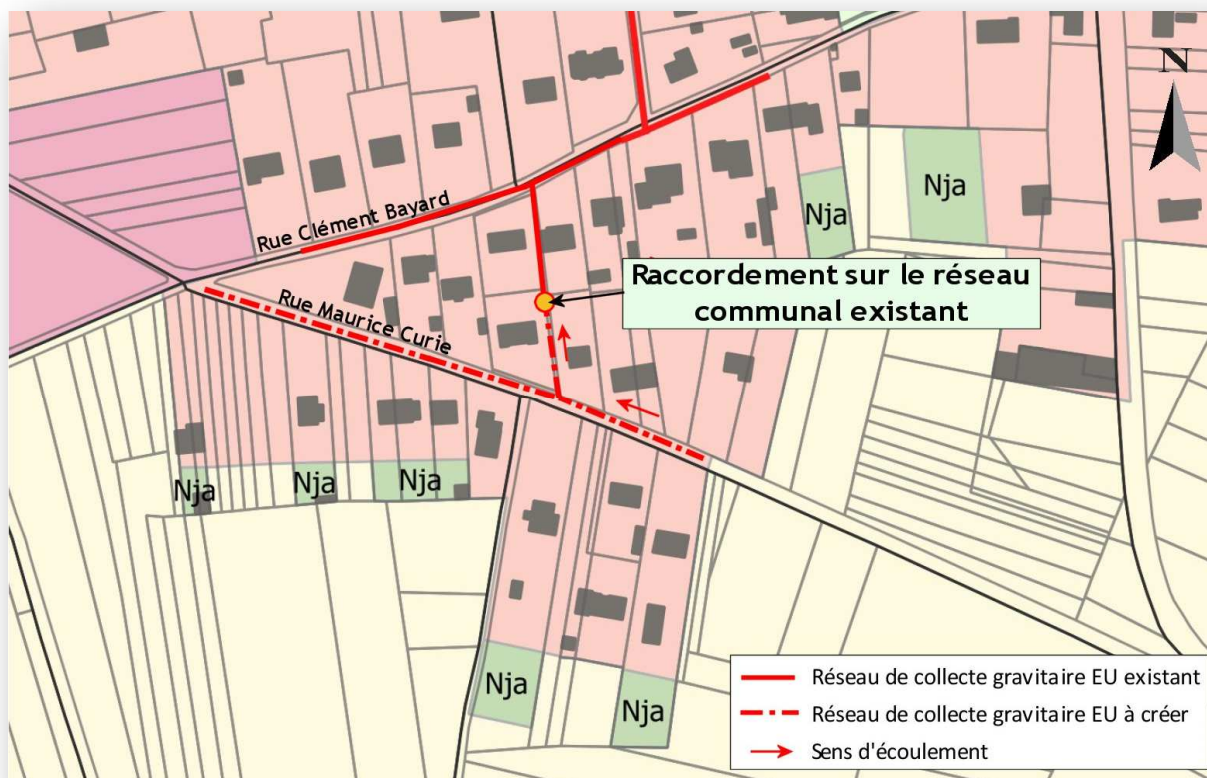 N
Nja
Nja
Rue Clément Bayard
Raccordement sur le réseau
communal existant
Rue Maurice Curie
Nja
Nja
Nja
Nja
Nja
Réseau de collecte gravitaire EU existant
Réseau de collecte gravitaire EU à créer
Sens d'écoulement